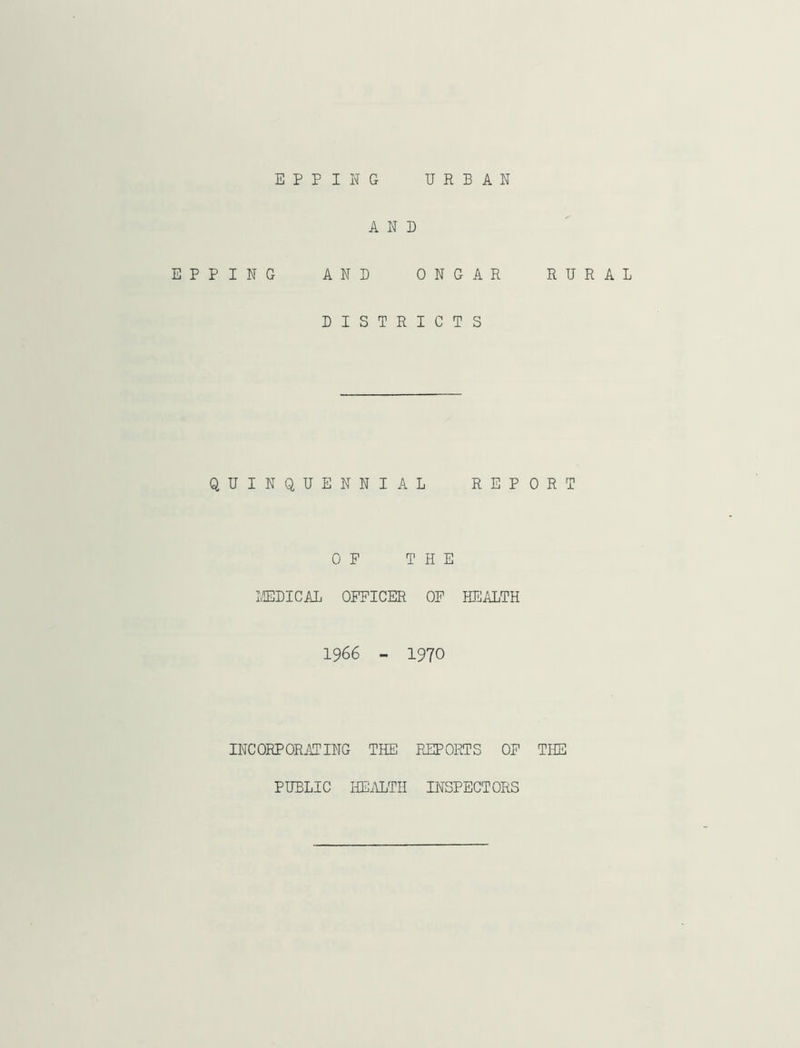 EPPING URBAN
AND
EPPING AND ONGAR RURAL
DISTRICTS
QUINQUENNIAL REPORT
OF THE
MEDICAL OFFICER OF HEALTH
1966 - 1970
INCORPORATING THE REPORTS OF THE
PUBLIC HEALTH INSPECTORS